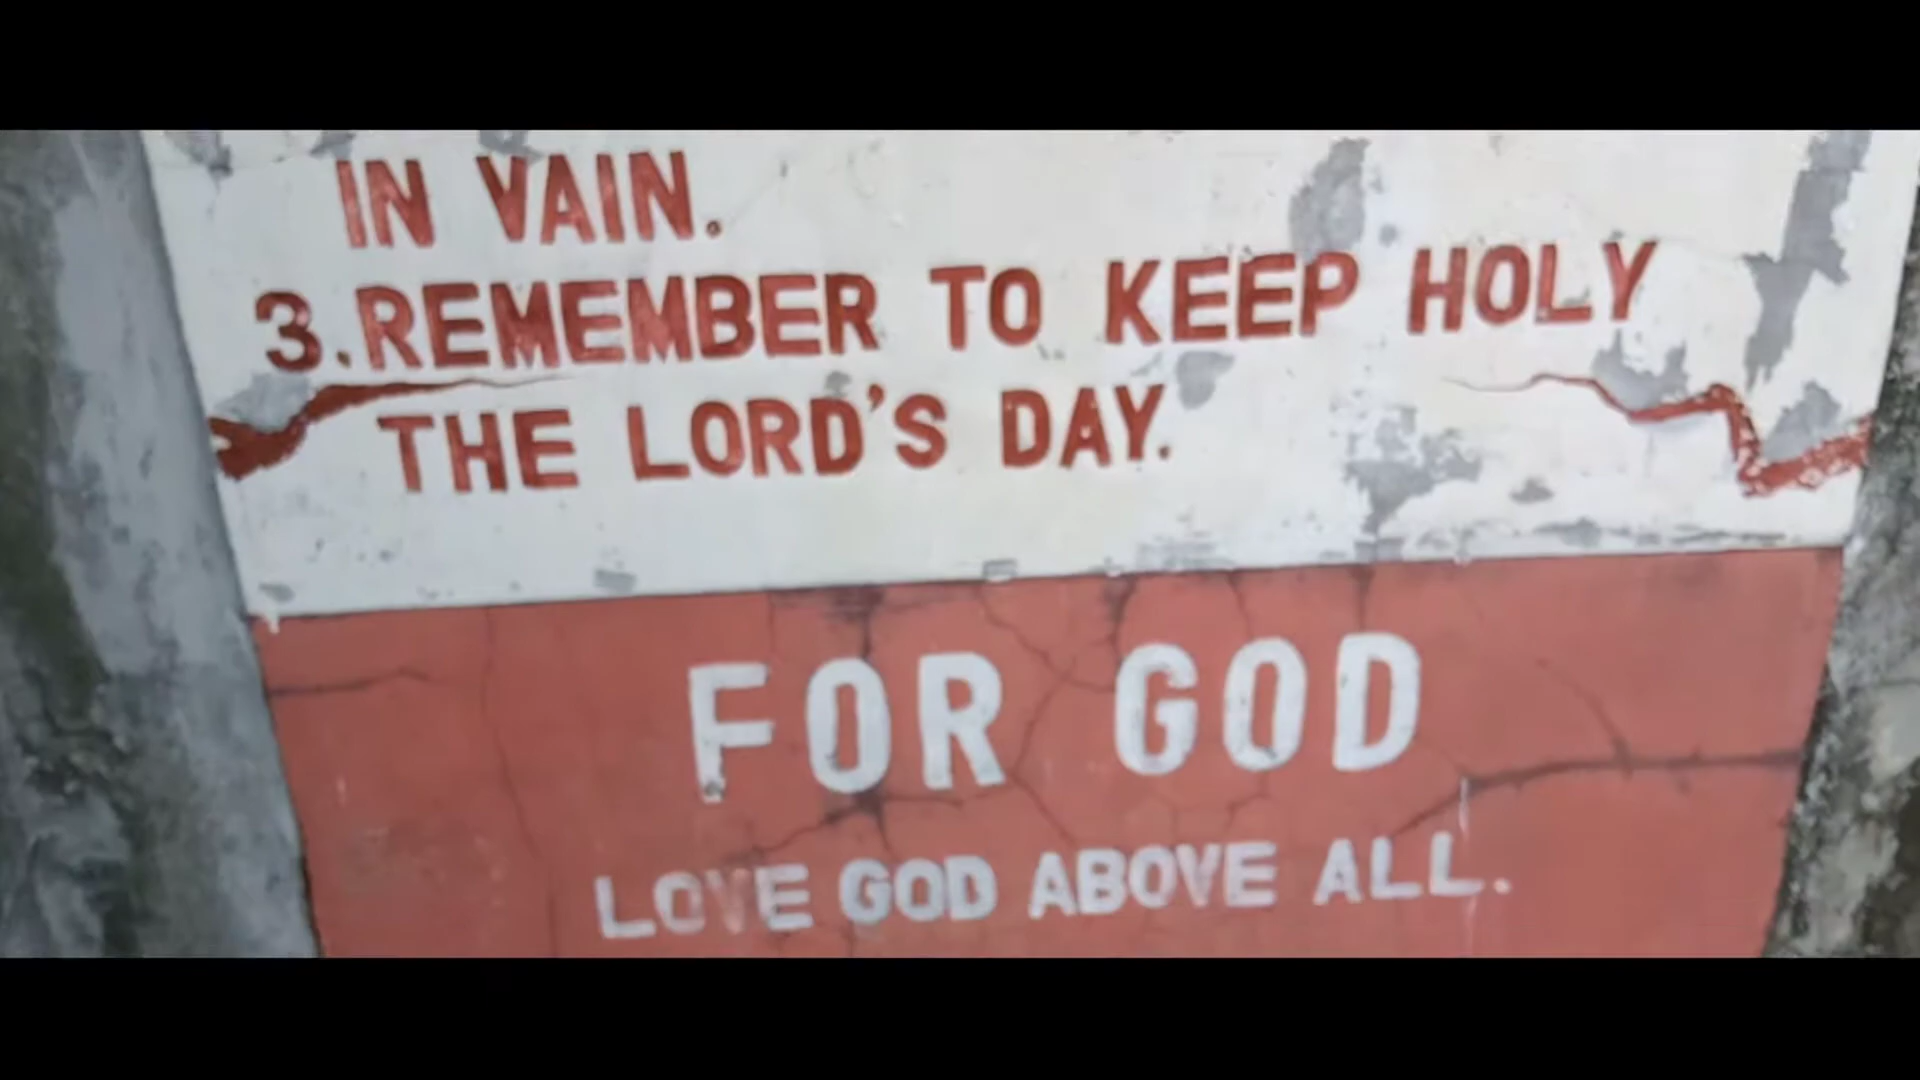 IN VAIN.
3. REMEMBER TO KEEP HOLY
THE LORD'S DAY.
FOR GOD
LOVE GOD ABOVE ALL.